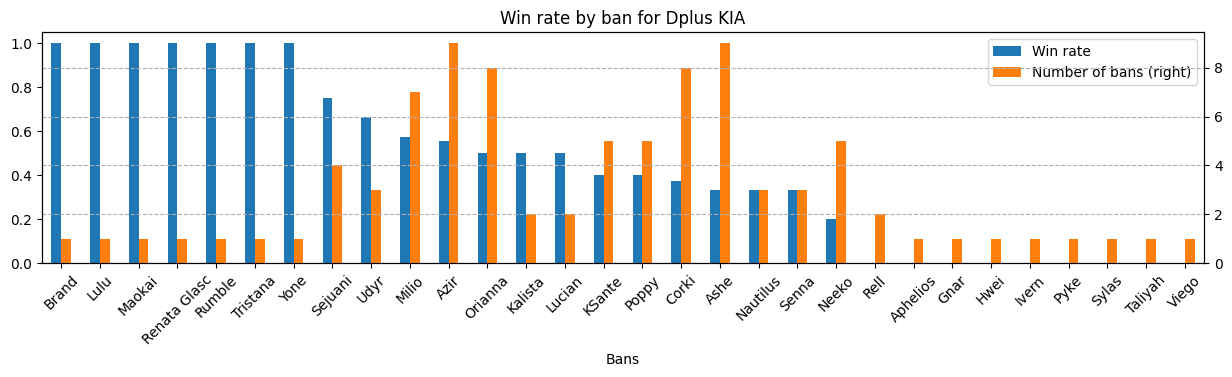 Win rate by ban for Dplus KIA
Win rate
Number of bans (right)
1.0
0.8
0.6
0.4
0.2
0.0
8
6
4
2
0
Brand
Lulu
Maokai
Renata Glasc
Rumble
Tristana
Yone
Sejuani
Udyr
Milio
Azir
Orianna
Kalista
Lucian
KSante
Poppy
Corki
Ashe
Nautilus
Senna
Neeko
Rell
Aphelios
Gnar
Hwei
Ivern
Pyke
Sylas
Taliyah
Viego
Bans